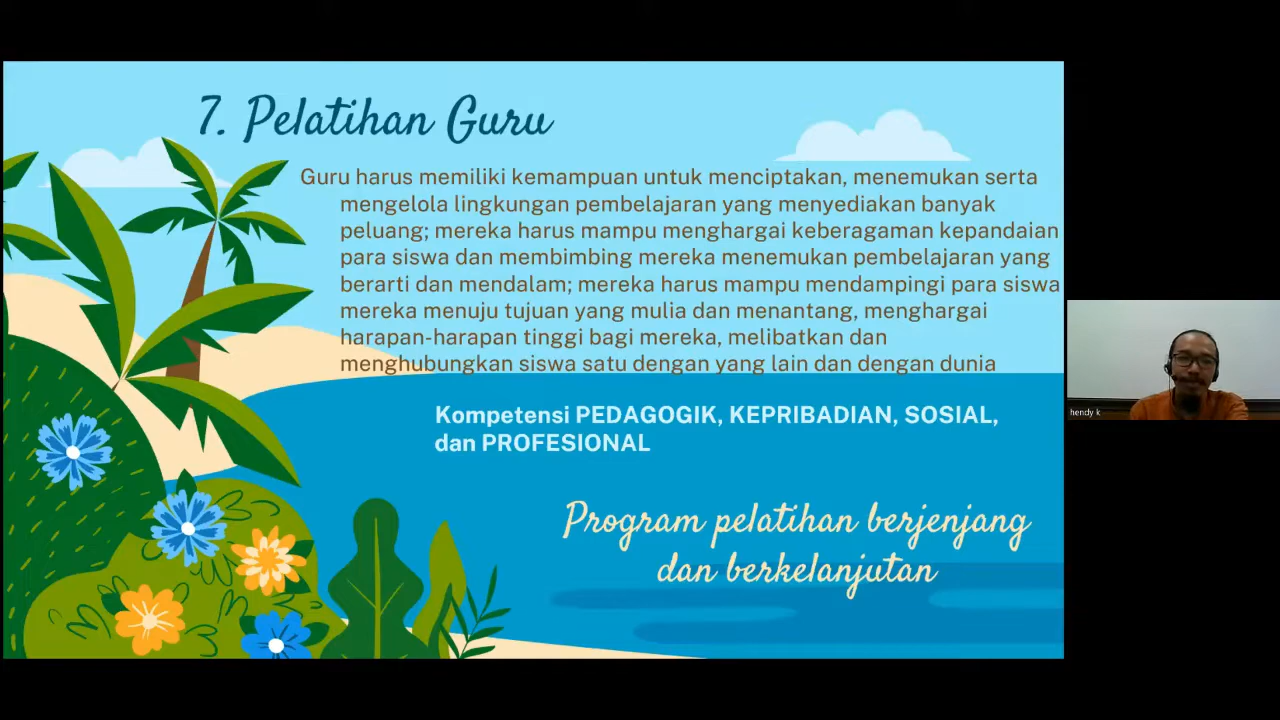 7. Pelatihan Guru
Guru harus memiliki kemampuan untuk menciptakan, menemukan serta
mengelola lingkungan pembelajaran yang menyediakan banyak
peluang; mereka harus mampu menghargai keberagaman kepandaian
para siswa dan membimbing mereka menemukan pembelajaran yang
berarti dan mendalam; mereka harus mampu mendampingi para siswa
mereka menuju tujuan yang mulia dan menantang, menghargai
harapan-harapan tinggi bagi mereka, melibatkan dan
menghubungkan siswa satu dengan yang lain dan dengan dunia
Kompetensi PEDAGOGIK, KEPRIBADIAN, SOSIAL,
dan PROFESIONAL
Program pelatihan berjenjang
dan berkelanjutan
hendy k